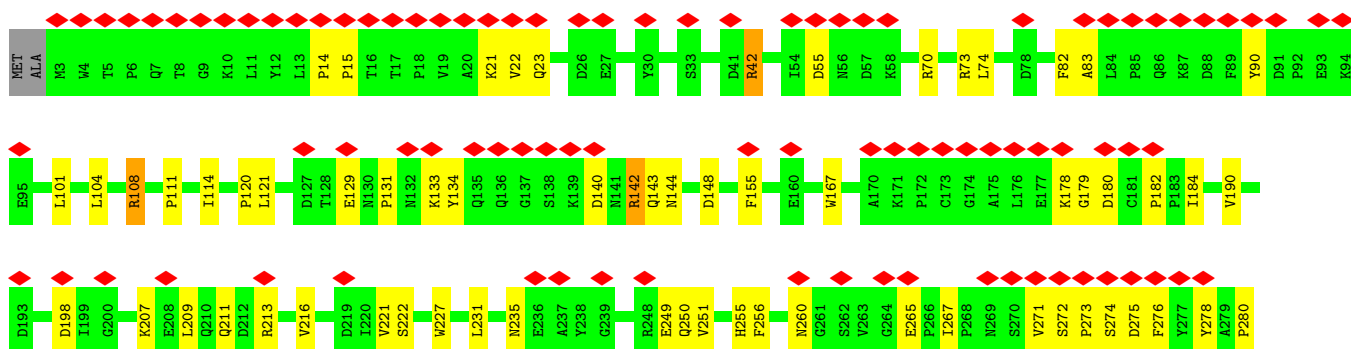 MET ALA M3 W4 T5 P6 Q7 T8 G9 K10 L11 Y12 L13 P14 P15 T16 T17 P18 V19 A20 K21 V22 Q23 D26 E27 Y30 S33 D41 R42 I54 D55 N56 D57 K58 R70 R73 L74 D78 F82 A83 L84 P85 Q86 K87 D88 F89 Y90 D91 P92 E93 K94
E95 L101 L104 R108 P111 I114 P120 L121 D127 T128 E129 N130 P131 N132 K133 Y134 Q135 Q136 G137 S138 K139 D140 N141 R142 Q143 N144 D148 F155 E160 W167 A170 K171 P172 C173 G174 A175 L176 E177 K178 G179 D180 C181 P182 P183 I184 V190
D193 D198 I199 G200 K207 E208 L209 Q210 Q211 D212 R213 V216 D219 I220 V221 S222 W227 L231 N235 E236 A237 Y238 G239 R248 E249 Q250 V251 H255 F256 N260 G261 S262 V263 G264 E265 P266 I267 P268 N269 S270 V271 S272 P273 S274 D275 F276 Y277 Y278 A279 P280